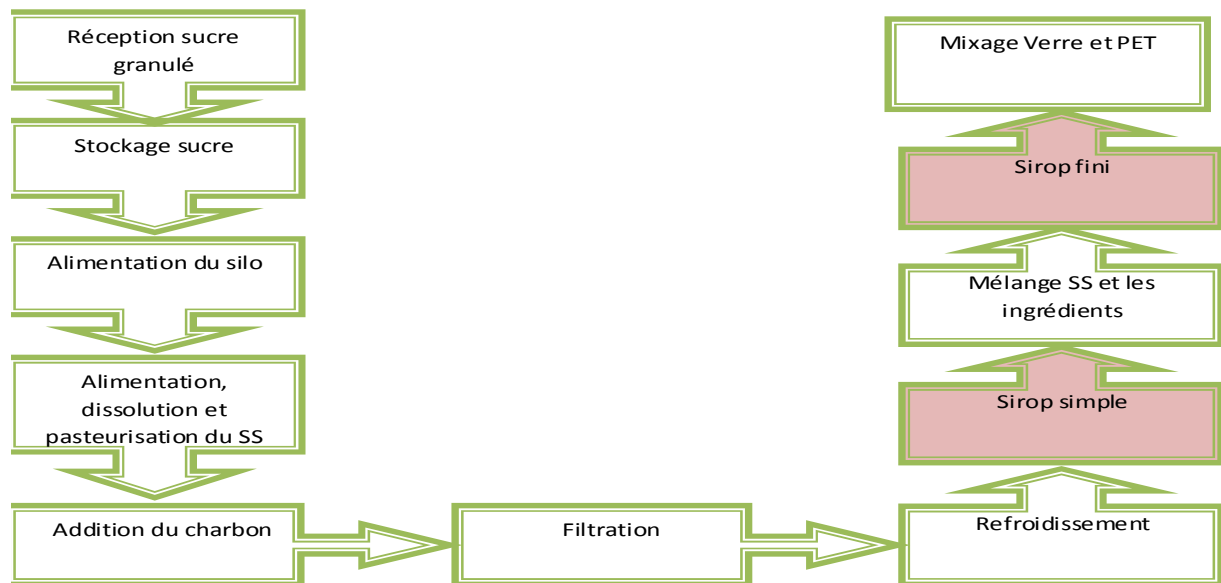 Réception sucre
granulé
Stockage sucre
Alimentation du silo
Alimentation,
dissolution et
pasteurisation du SS
Addition du charbon
Filtration
Refroidissement
Sirop simple
Mélange SS et les
ingrédients
Sirop fini
Mixage Verre et PET